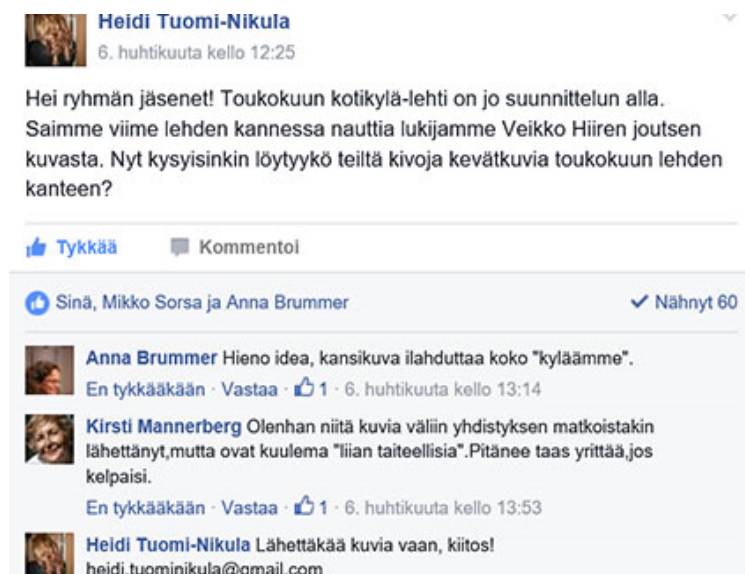 Heidi Tuomi-Nikula
6. huhtikuuta kello 12:25
Hei ryhmän jäsenet! Toukokuun kotikylä-lehti on jo suunnittelun alla.
Saimme viime lehden kannessa nauttia lukijamme Veikko Hiiren joutsen
kuvasta. Nyt kysyisinkin löytyykö teiltä kivoja kevätkuvia toukokuun lehden
kanteen?
Tykkää Kommentoi
Sinä, Mikko Sorsa ja Anna Brummer Nähnyt 60
Anna Brummer Hieno idea, kansikuva ilahduttaa koko "kyläämme".
En tykkääkään · Vastaa · 1 · 6. huhtikuuta kello 13:14
Kirsti Mannerberg Olenhan niitä kuvia väliin yhdistyksen matkoistakin
lähettänyt,mutta ovat kuulema "liian taiteellisia".Pitänee taas yrittää,jos
kelpaisi.
En tykkääkään · Vastaa · 1 · 6. huhtikuuta kello 13:53
Heidi Tuomi-Nikula Lähettäkää kuvia vaan, kiitos!
heidi.tuominikula@gmail.com